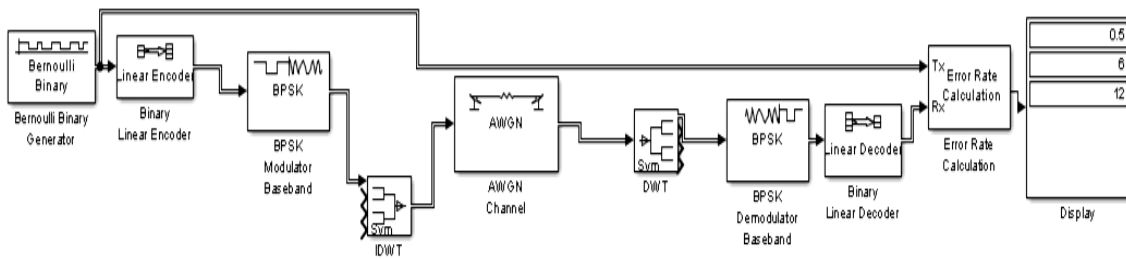 Bernoulli
Binary
Bernoulli Binary
Generator
Linear Encoder
Binary
Linear Encoder
BPSK
BPSK
Modulator
Baseband
Sym
IDWT
AWGN
AWGN
Channel
Sym
DWT
BPSK
BPSK
Demodulator
Baseband
Linear Decoder
Binary
Linear Decoder
Tx
Rx
Error Rate
Calculation
Error Rate
Calculation
0.5
6
12
Display